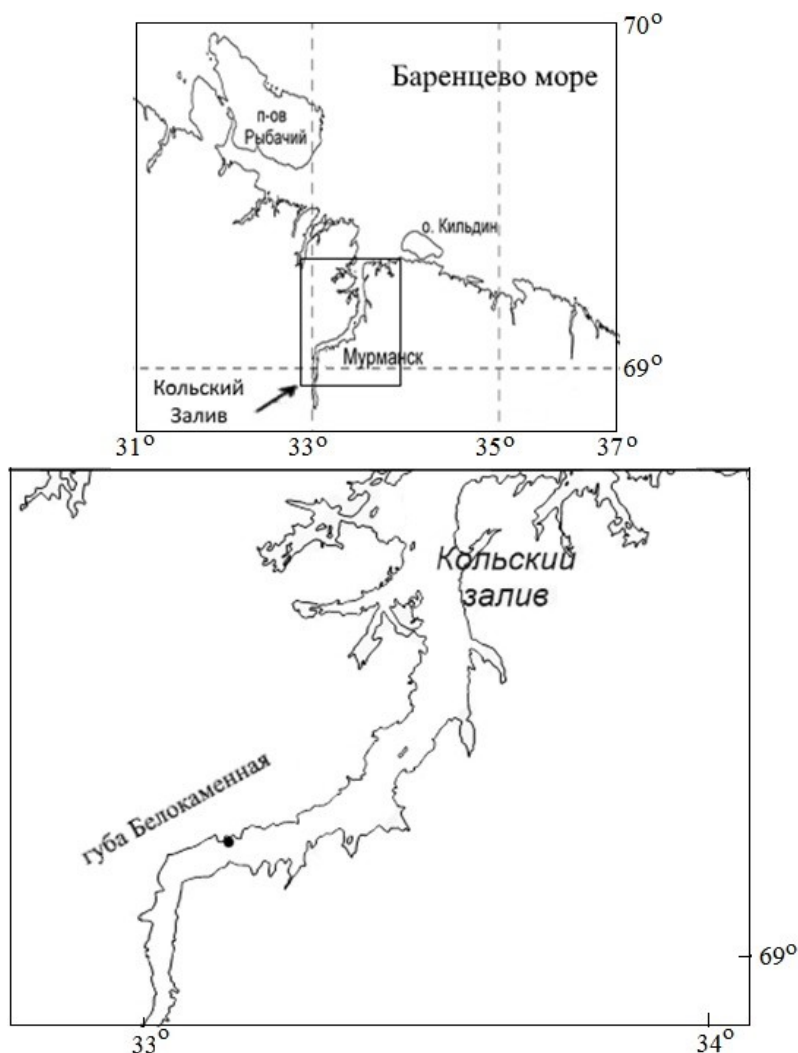 70°
Баренцево море
п-ов
Рыбачий
о. Кильдин
Мурманск
69°
Кольский
Залив
31°
33°
35°
37°
Кольский
залив
губа Белокаменная
69°
33°
34°